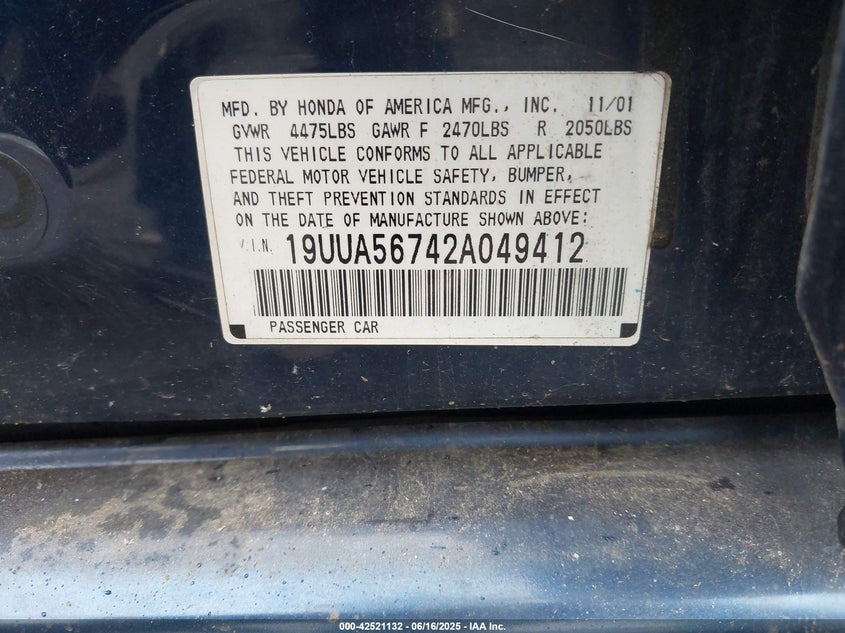 MFD. BY HONDA OF AMERICA MFG., INC. 11/01
GVWR 4475LBS GAWR F 2470LBS R 2050LBS
THIS VEHICLE CONFORMS TO ALL APPLICABLE
FEDERAL MOTOR VEHICLE SAFETY, BUMPER,
AND THEFT PREVENTION STANDARDS IN EFFECT
ON THE DATE OF MANUFACTURE SHOWN ABOVE:
V.I.N. 19UUA56742A049412
PASSENGER CAR
000-42521132 - 06/16/2025 - IAA Inc.